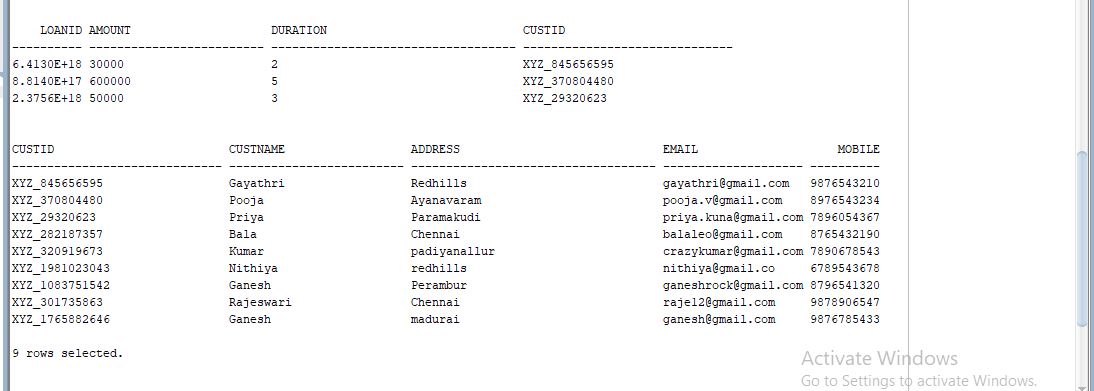 LOANID AMOUNT DURATION CUSTID
---------- ------------------------- ----------------------------------- ------------------------------
6.4130E+18 30000 2 XYZ_845656595
8.8140E+17 600000 5 XYZ_370804480
2.3756E+18 50000 3 XYZ_29320623
CUSTID CUSTNAME ADDRESS EMAIL MOBILE
------------------------------ ------------------------- ----------------------------------- -------------------- ----------
XYZ_845656595 Gayathri Redhills gayathri@gmail.com 9876543210
XYZ_370804480 Pooja Ayanavaram pooja.v@gmail.com 8976543234
XYZ_29320623 Priya Paramakudi priya.kuna@gmail.com 7896054367
XYZ_282187357 Bala Chennai balaleo@gmail.com 8765432190
XYZ_320919673 Kumar padiyanallur crazykumar@gmail.com 7890678543
XYZ_1981023043 Nithiya redhills nithiya@gmail.co 6789543678
XYZ_1083751542 Ganesh Perambur ganeshrock@gmail.com 8796541320
XYZ_301735863 Rajeswari Chennai raje12@gmail.com 9878906547
XYZ_1765882646 Ganesh madurai ganesh@gmail.com 9876785433
9 rows selected.
Activate Windows
Go to Settings to activate Windows.